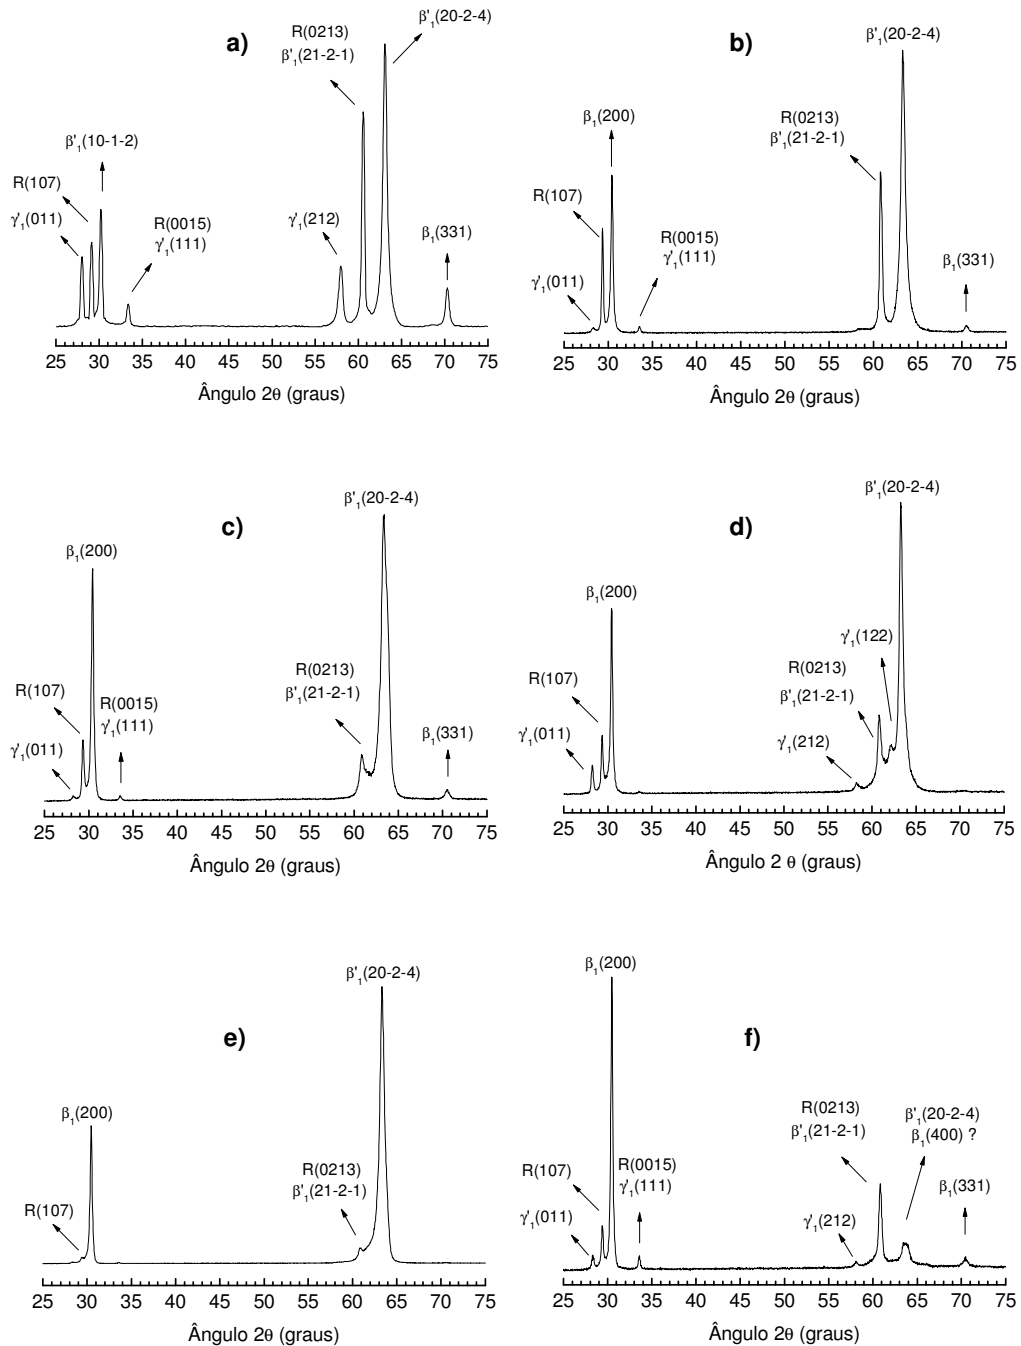 a)
R(0213)
β'₁(21-2-1)
β'₁(20-2-4)
β'₁(10-1-2)
R(107)
γ'₁(011)
R(0015)
γ'₁(111)
γ'₁(212)
β₁(331)
25 30 35 40 45 50 55 60 65 70 75
Ângulo 2θ (graus)
b)
β'₁(20-2-4)
β₁(200)
R(0213)
β'₁(21-2-1)
R(107)
R(0015)
γ'₁(111)
γ'₁(011)
β₁(331)
25 30 35 40 45 50 55 60 65 70 75
Ângulo 2θ (graus)
c)
β'₁(20-2-4)
β₁(200)
R(0213)
β'₁(21-2-1)
R(107)
R(0015)
γ'₁(111)
γ'₁(011)
β₁(331)
25 30 35 40 45 50 55 60 65 70 75
Ângulo 2θ (graus)
d)
β'₁(20-2-4)
β₁(200)
γ'₁(122)
R(0213)
β'₁(21-2-1)
R(107)
γ'₁(011)
γ'₁(212)
25 30 35 40 45 50 55 60 65 70 75
Ângulo 2 θ (graus)
e)
β'₁(20-2-4)
β₁(200)
R(0213)
β'₁(21-2-1)
R(107)
25 30 35 40 45 50 55 60 65 70 75
Ângulo 2θ (graus)
f)
β₁(200)
R(0213)
β'₁(21-2-1)
β'₁(20-2-4)
β₁(400) ?
R(107)
R(0015)
γ'₁(111)
γ'₁(011)
γ'₁(212)
β₁(331)
25 30 35 40 45 50 55 60 65 70 75
Ângulo 2θ (graus)